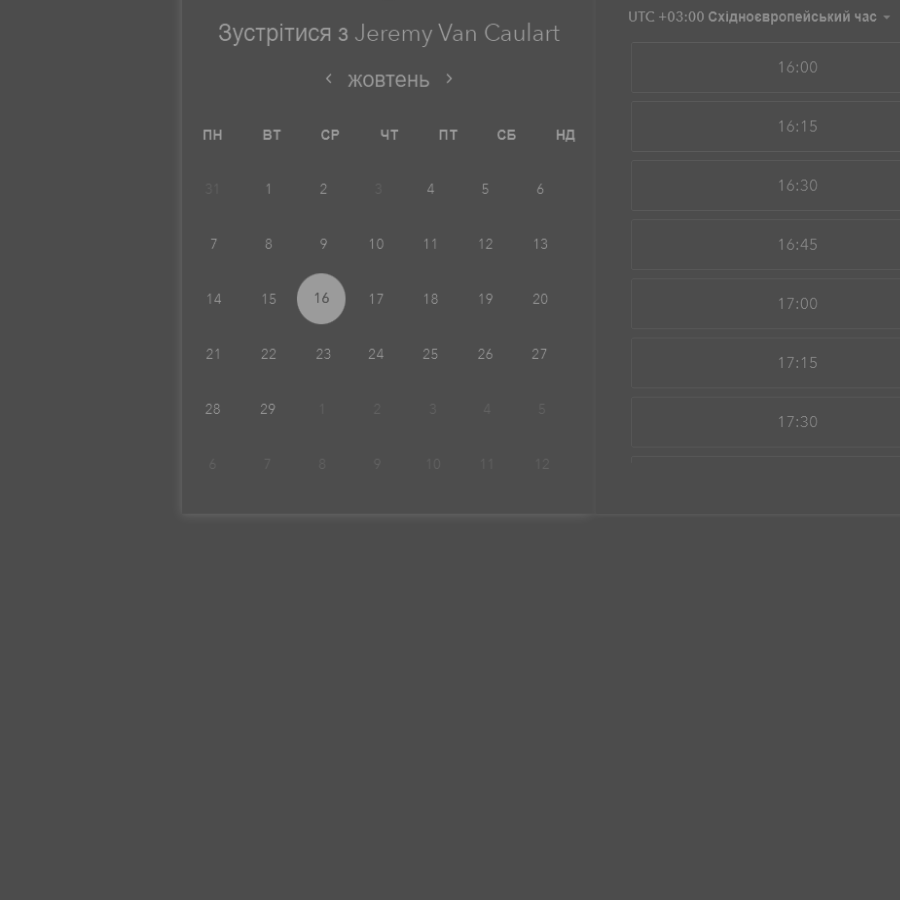 Зустрітися з Jeremy Van Caulart
жовтень
ПН ВТ СР ЧТ ПТ СБ НД
31 1 2 3 4 5 6
7 8 9 10 11 12 13
14 15 16 17 18 19 20
21 22 23 24 25 26 27
28 29 1 2 3 4 5
6 7 8 9 10 11 12
UTC +03:00 Східноєвропейський час
16:00
16:15
16:30
16:45
17:00
17:15
17:30